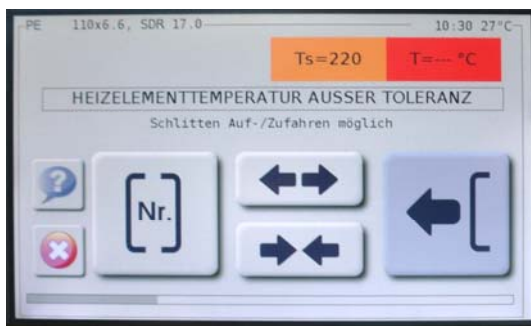 PE 110x6.6, SDR 17.0 10:30 27°C
Ts=220 T=--- °C
HEIZELEMENTTEMPERATUR AUSSER TOLERANZ
Schlitten Auf-/Zufahren möglich
Nr.